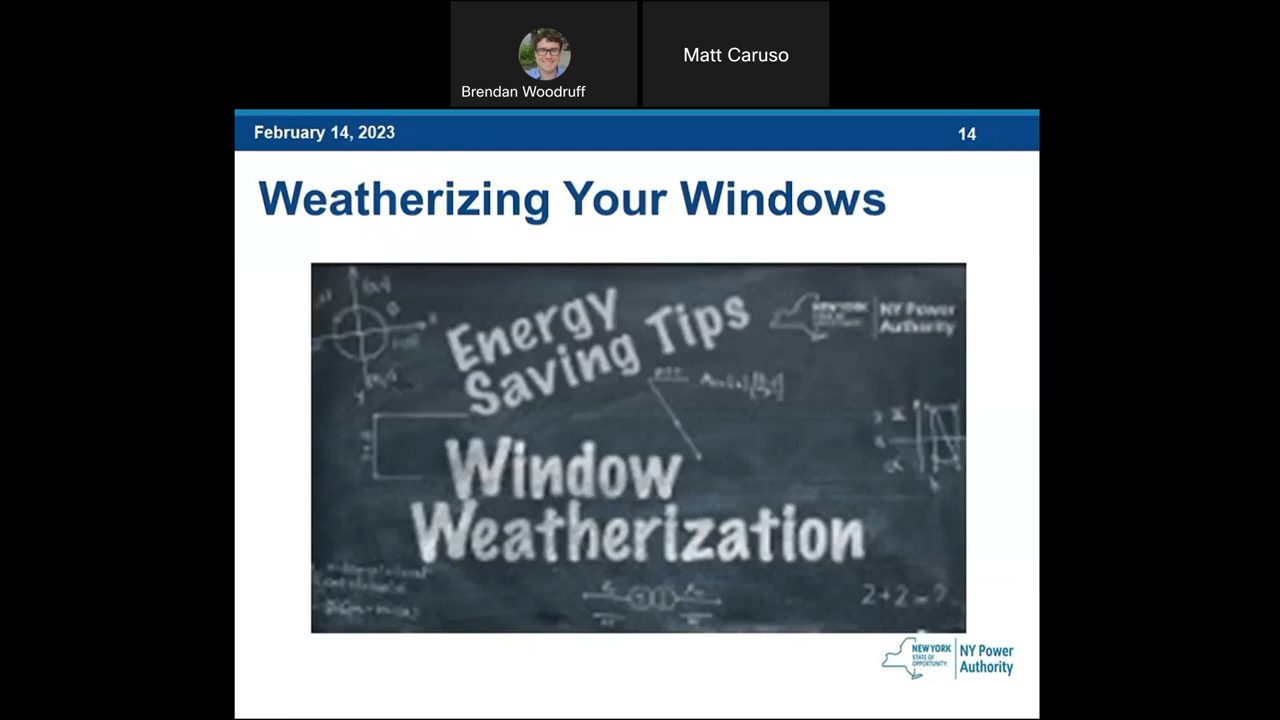 Matt Caruso
Brendan Woodruff
February 14, 2023
14
Weatherizing Your Windows
Energy
Saving Tips
NEW YORK
NY Power
Authority
Window
Weatherization
2+2=?
NEW YORK
STATE OF
OPPORTUNITY.
NY Power
Authority